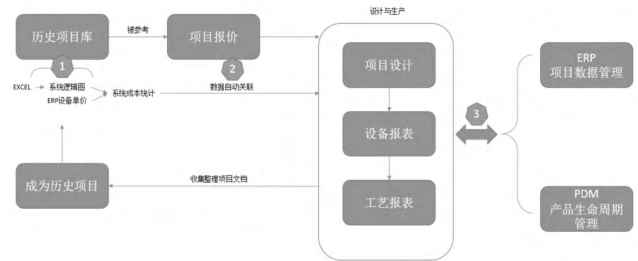 设计与生产
历史项目库
被参考
项目报价
1
2
EXCEL
系统逻辑图
ERP设备单价
系统成本统计
数据自动关联
项目设计
设备报表
工艺报表
3
ERP
项目数据管理
成为历史项目
收集整理项目文档
PDM
产品生命周期
管理